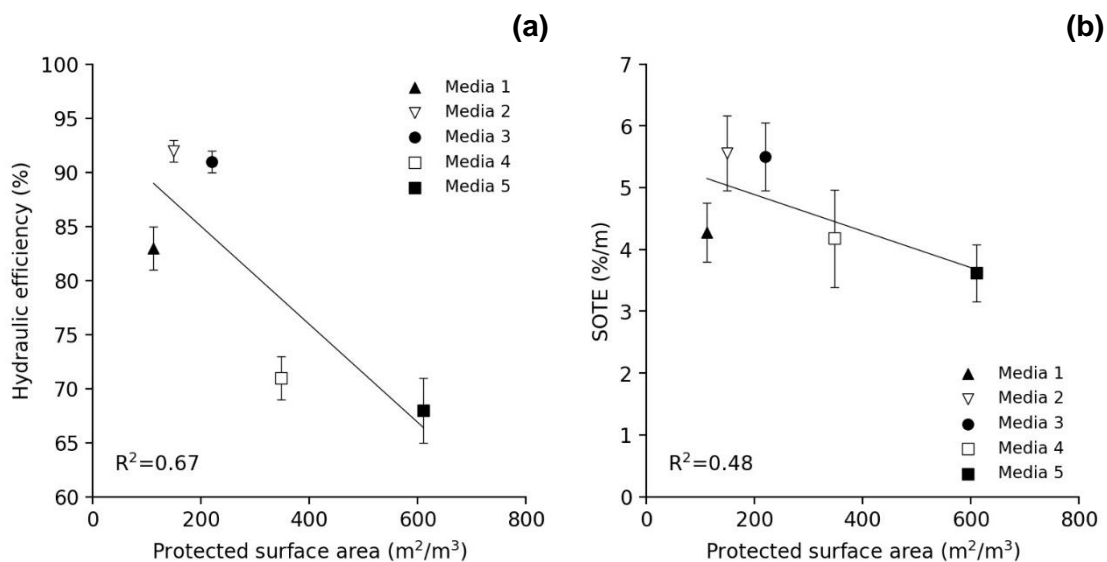 (a)
100
95
90
85
80
75
70
65
60
Hydraulic efficiency (%)
Media 1
Media 2
Media 3
Media 4
Media 5
R²=0.67
0 200 400 600 800
Protected surface area (m²/m³)
(b)
7
6
5
4
3
2
1
0
SOTE (%/m)
Media 1
Media 2
Media 3
Media 4
Media 5
R²=0.48
0 200 400 600 800
Protected surface area (m²/m³)